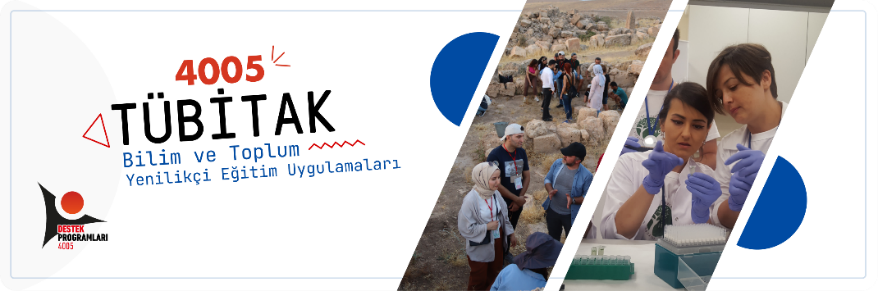 4005
TÜBİTAK
Bilim ve Toplum
Yenilikçi Eğitim Uygulamaları
DESTEK
PROGRAMLARI
4005